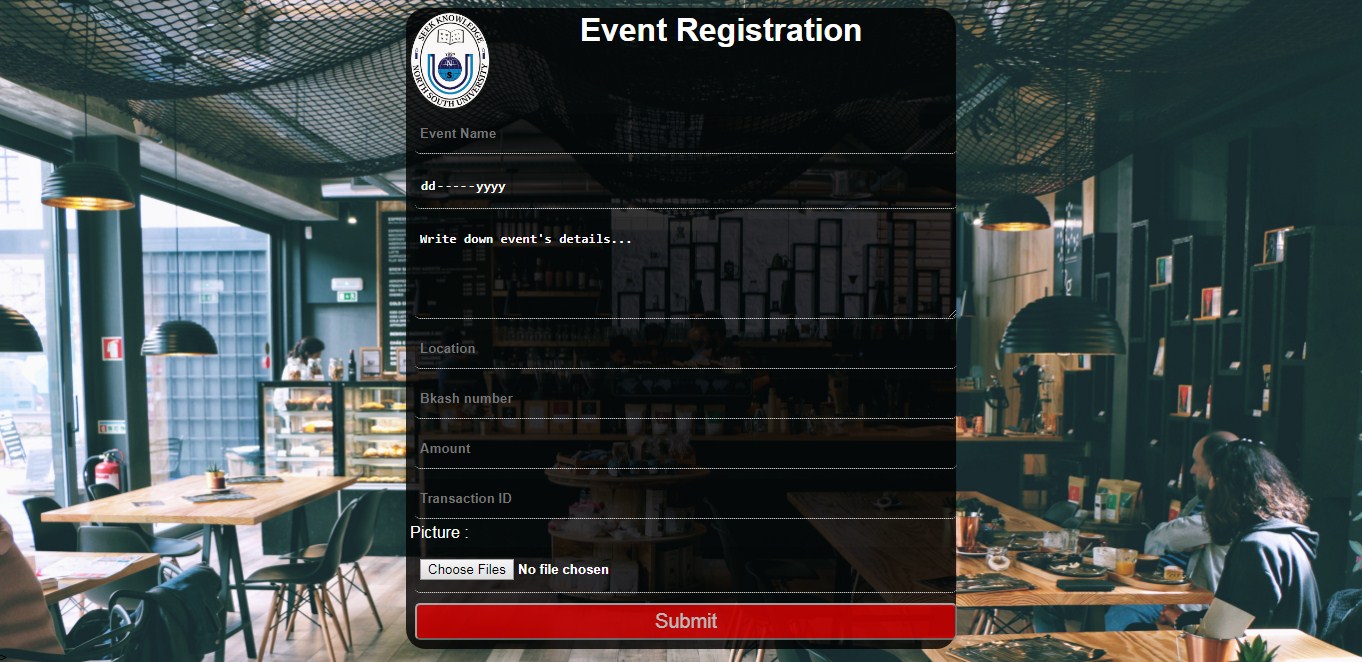 Event Registration
SEEK KNOWLEDGE
NORTH SOUTH UNIVERSITY
Event Name
dd-----yyyy
Write down event's details...
Location
Bkash number
Amount
Transaction ID
Picture :
Choose Files No file chosen
Submit